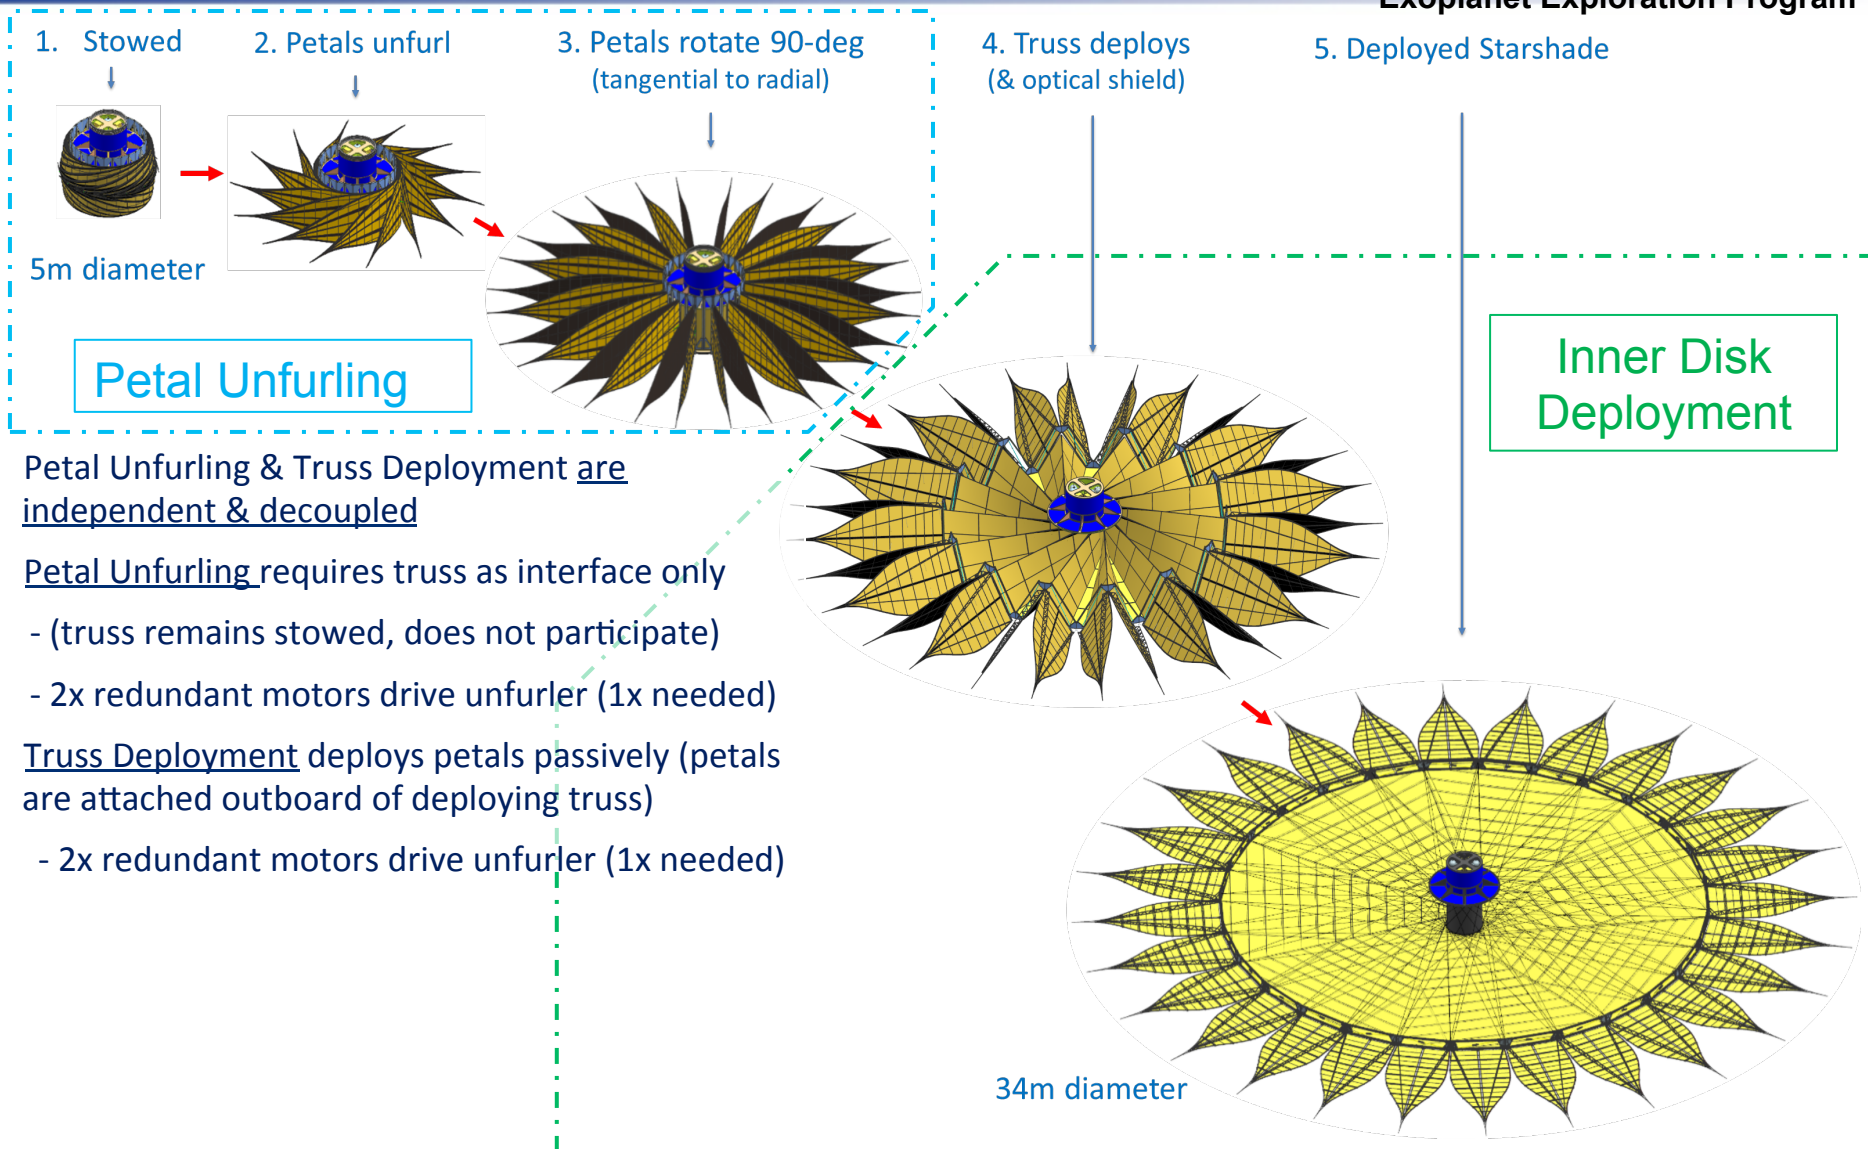 Exoplanet Exploration Program
1. Stowed
2. Petals unfurl
3. Petals rotate 90-deg
(tangential to radial)
4. Truss deploys
(& optical shield)
5. Deployed Starshade
5m diameter
Petal Unfurling
Inner Disk
Deployment
Petal Unfurling & Truss Deployment are
independent & decoupled
Petal Unfurling requires truss as interface only
- (truss remains stowed, does not participate)
- 2x redundant motors drive unfurler (1x needed)
Truss Deployment deploys petals passively (petals
are attached outboard of deploying truss)
- 2x redundant motors drive unfurler (1x needed)
34m diameter